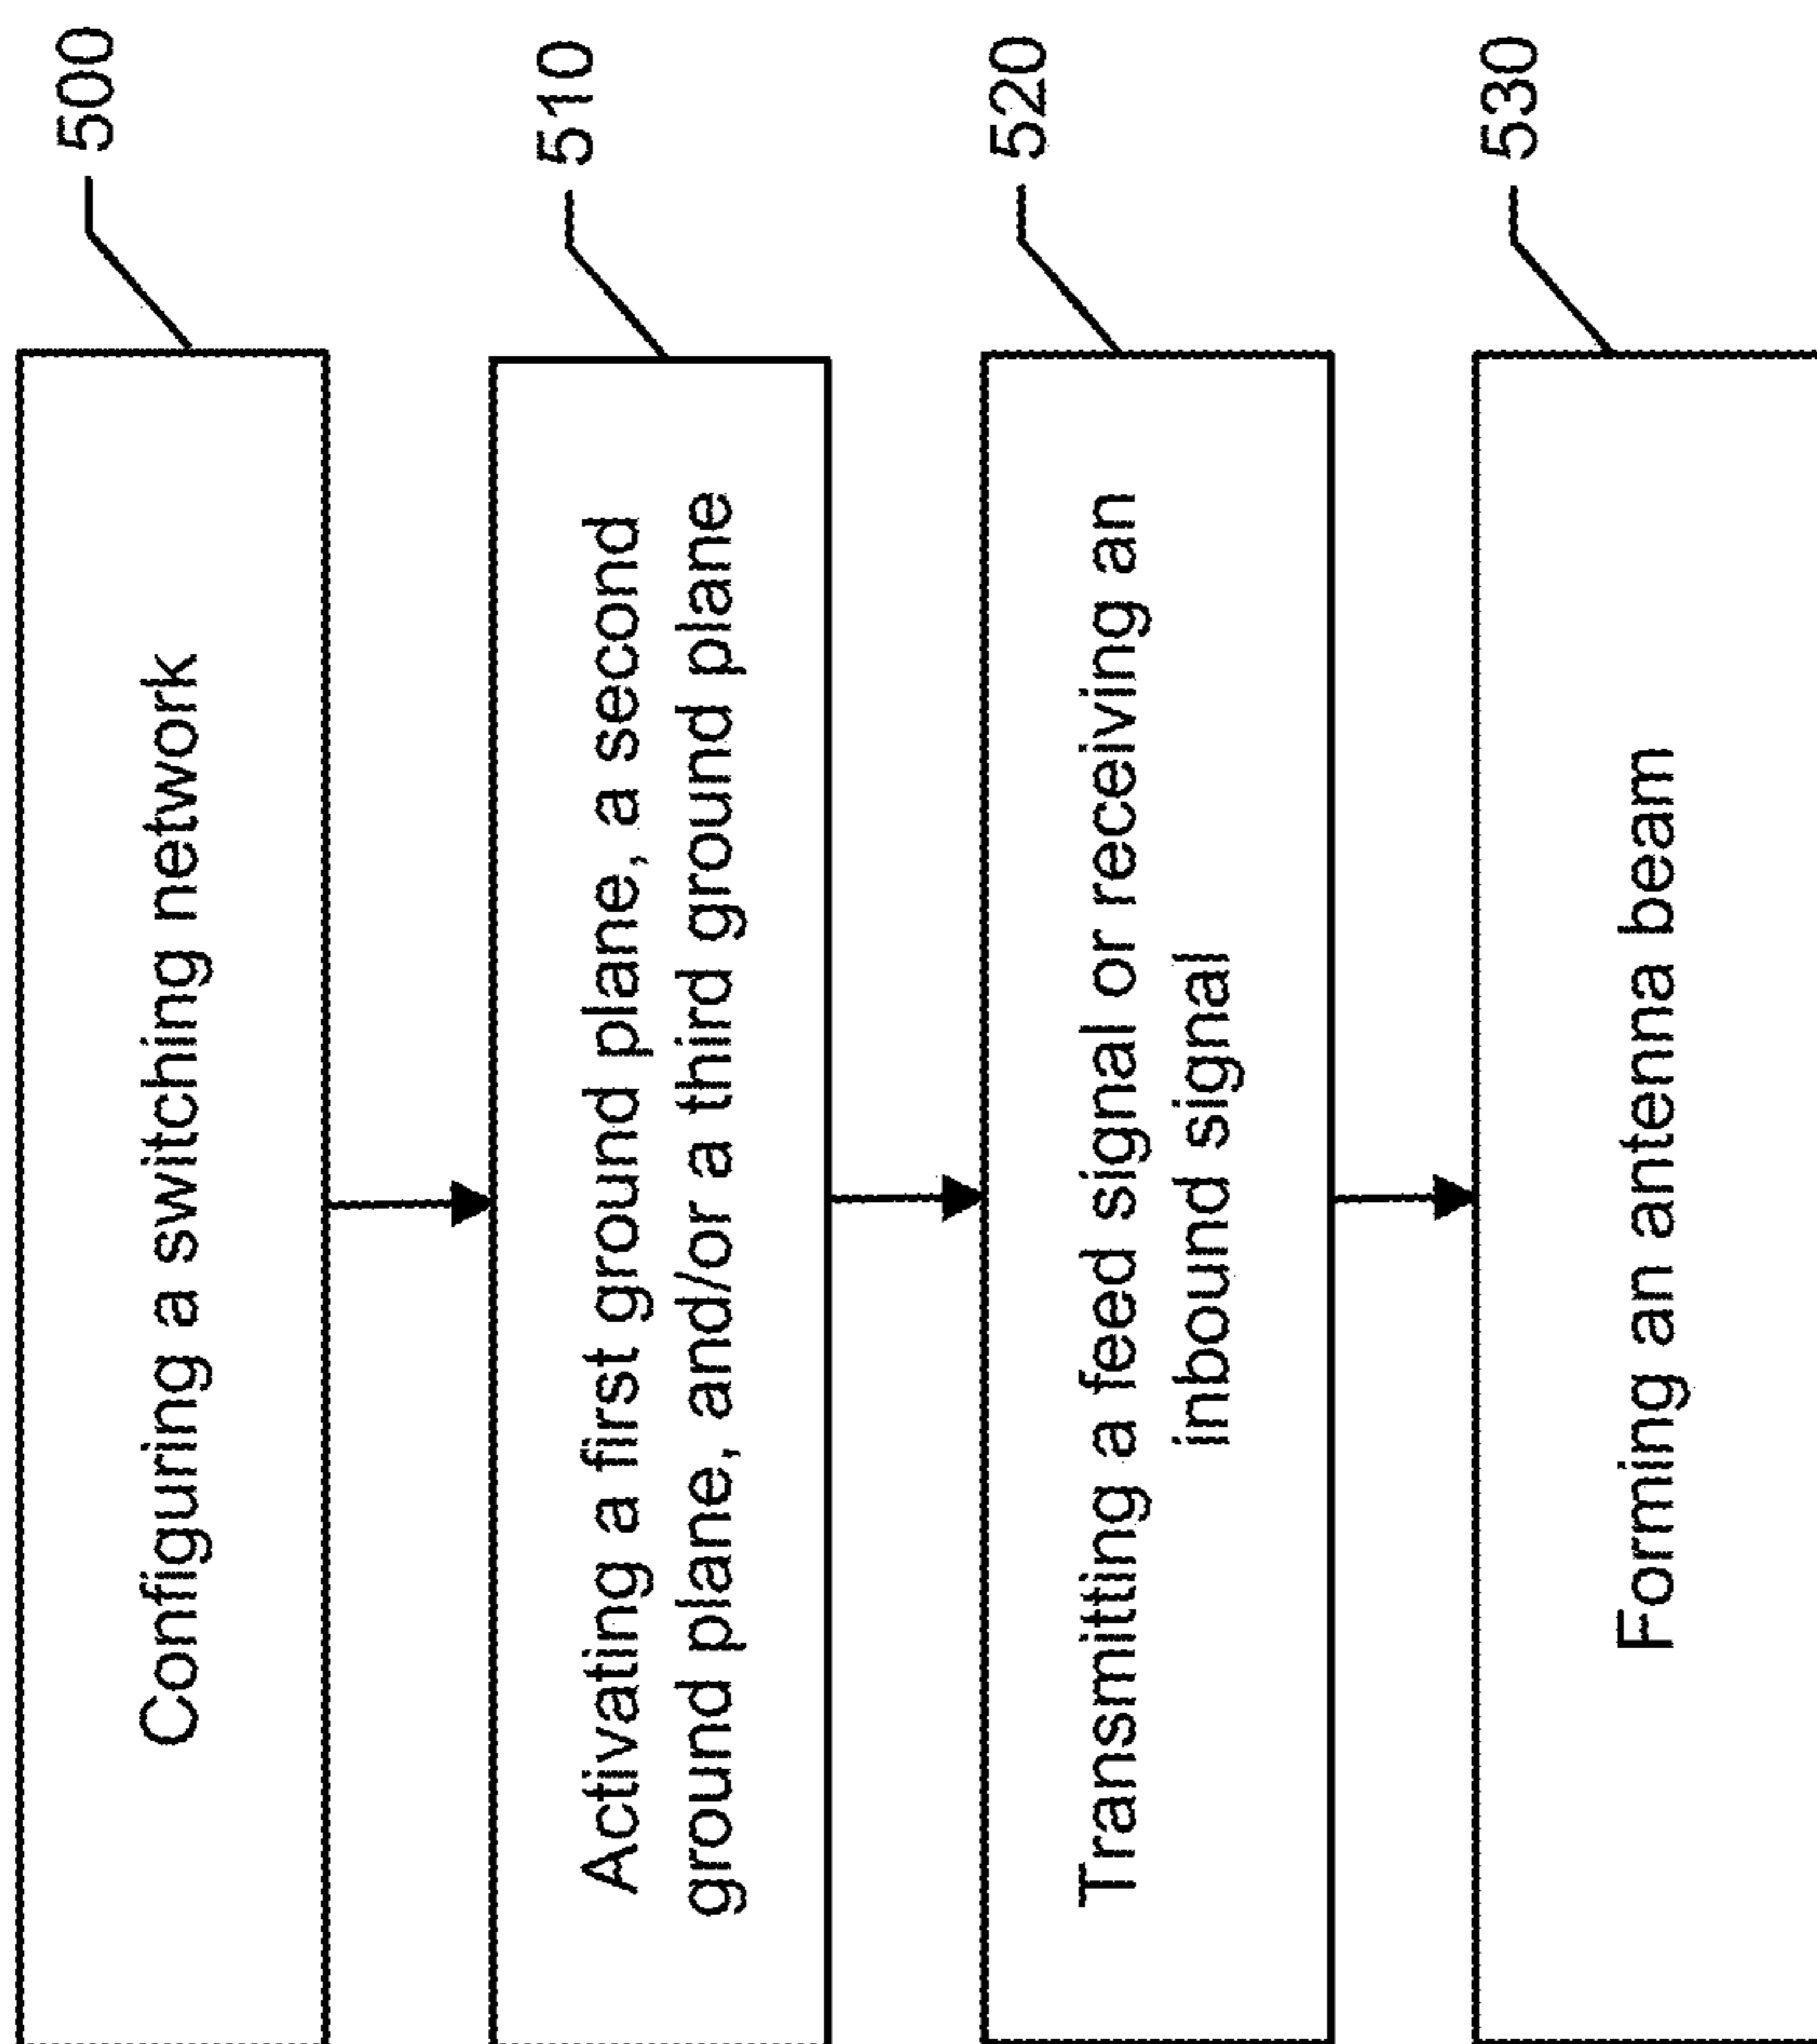 500
Configuring a switching network
510
Activating a first ground plane, a second
ground plane, and/or a third ground plane
520
Transmitting a feed signal or receiving an
inbound signal
530
Forming an antenna beam